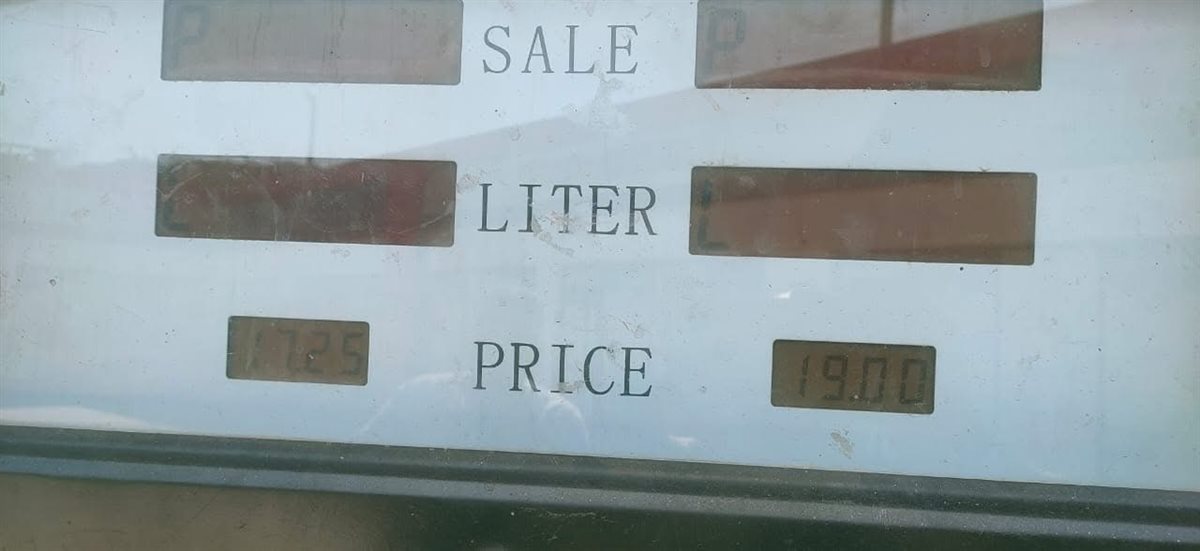 P SALE P
L LITER L
17.25 PRICE 19.00